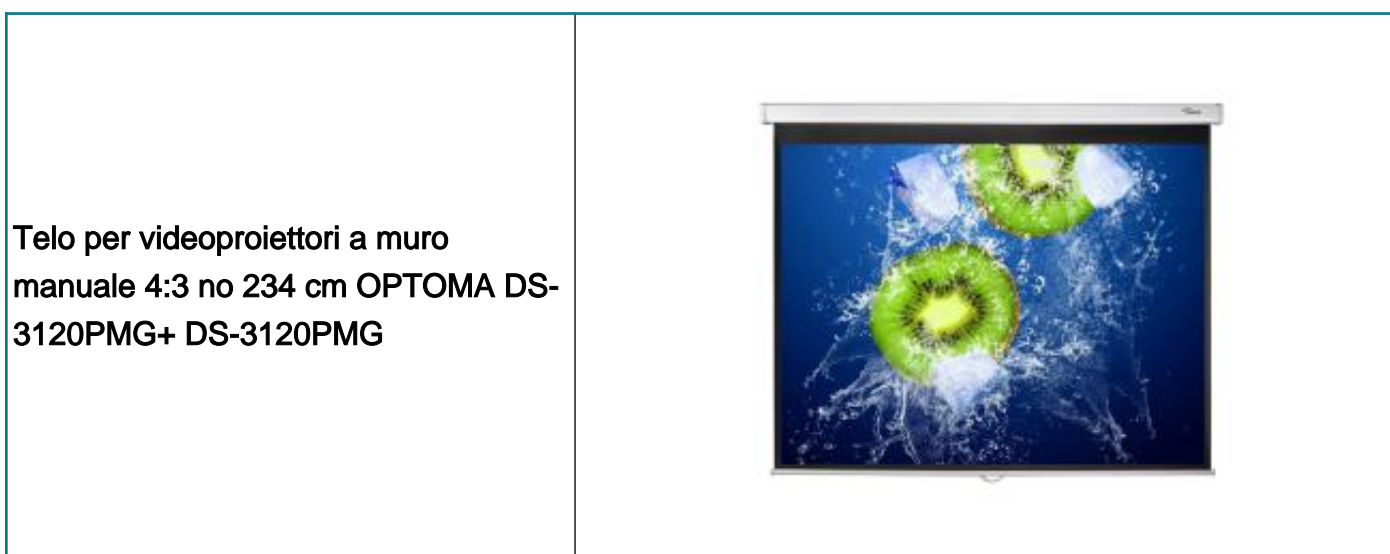 Telo per videoproiettori a muro
manuale 4:3 no 234 cm OPTOMA DS-
3120PMG+ DS-3120PMG